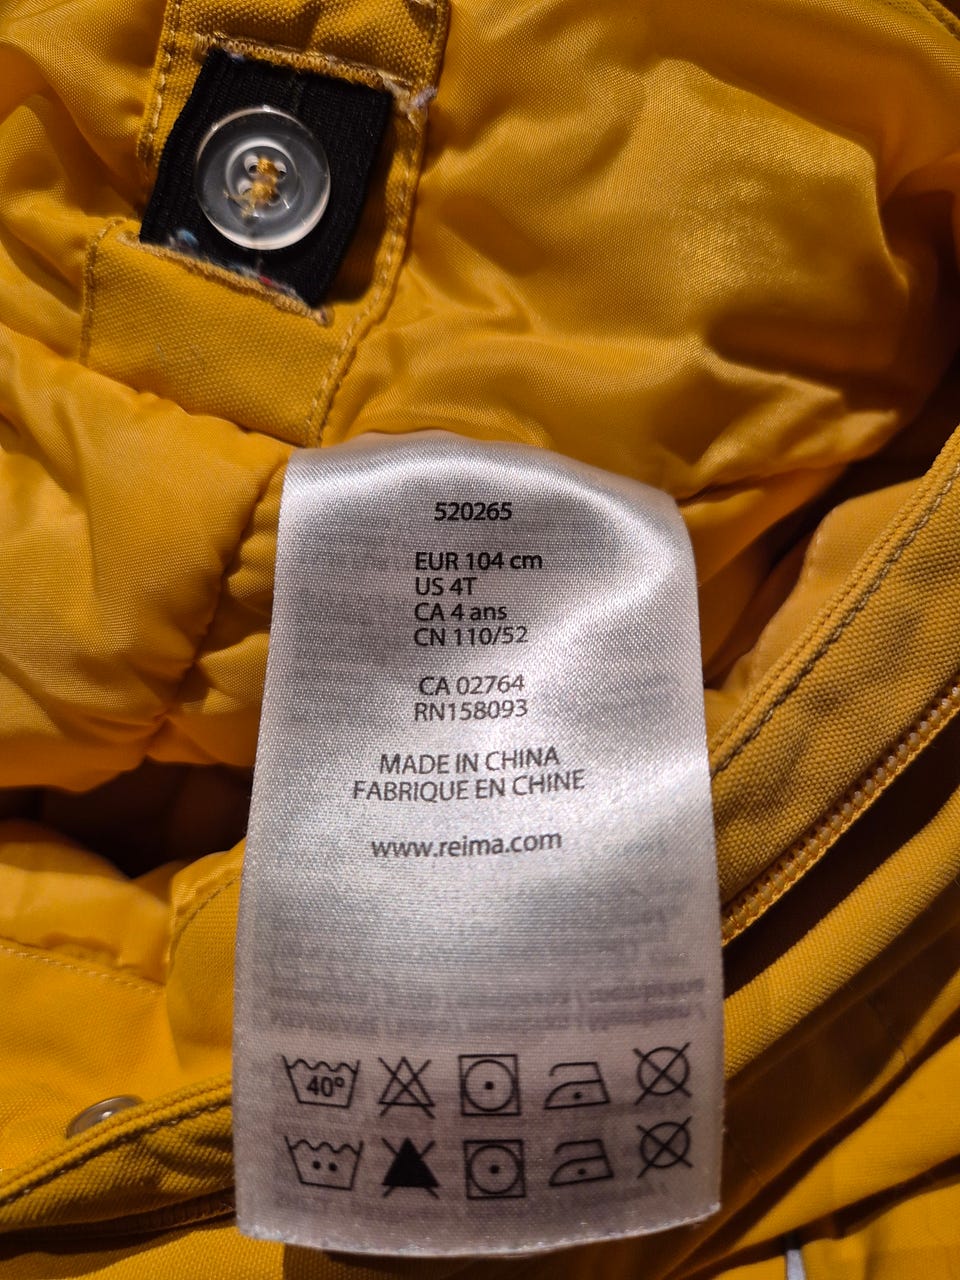 520265
EUR 104 cm
US 4T
CA 4 ans
CN 110/52
CA 02764
RN158093
MADE IN CHINA
FABRIQUE EN CHINE
www.reima.com
40°